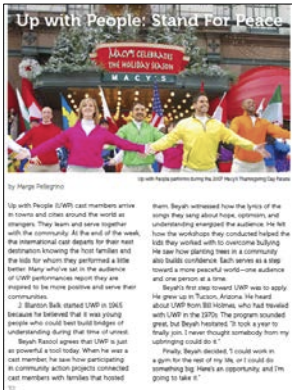 Up with People: Stand For Peace
MACY'S CELEBRATES
THE HOLIDAY SEASON
MACY'S
Up with People performs during the 2007 Macy's Thanksgiving Day Parade
by Marge Pellegrino
Up with People (UWP) cast members arrive
in towns and cities around the world as
strangers. They learn and serve together
with the community. At the end of the week,
the international cast departs for their next
destination knowing the host families and
the kids for whom they performed a little
better. Many who've sat in the audience
of UWP performances report they are
inspired to be more positive and serve their
communities.
J. Blanton Belk started UWP in 1965
because he believed that it was young
people who could best build bridges of
understanding during that time of unrest.
Beyah Rasool agrees that UWP is just
as powerful a tool today. When he was a
cast member, he saw how participating
in community action projects connected
cast members with families that hosted
them. Beyah witnessed how the lyrics of the
songs they sang about hope, optimism, and
understanding energized the audience. He felt
how the workshops they conducted helped the
kids they worked with to overcome bullying.
He saw how planting trees in a community
also builds confidence. Each serves as a step
toward a more peaceful world—one audience
and one person at a time.
Beyah's first step toward UWP was to apply.
He grew up in Tucson, Arizona. He heard
about UWP from Bill Holmes, who had traveled
with UWP in the 1970s. The program sounded
great, but Beyah hesitated. "It took a year to
finally join. I never thought somebody from my
upbringing could do it."
Finally, Beyah decided, "I could work in
a gym for the rest of my life, or I could do
something big. Here's an opportunity, and I'm
going to take it."